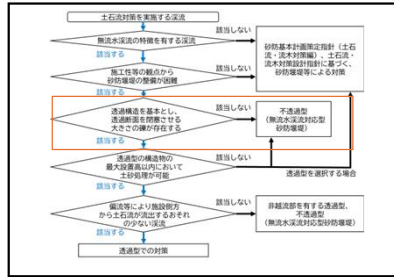 土石流対策を実施する渓流
無流水渓流の特徴を有する渓流
該当しない
該当する
砂防基本計画策定指針（土石
流・流木対策編）、土石流・
流木対策設計指針に基づく、
砂防堰堤等による対策
施工性等の観点から
砂防堰堤の整備が困難
該当しない
該当する
透過構造を基本とし、
透過断面を閉塞させる
大きさの礫が存在する
該当しない
該当する
不透過型
（無流水渓流対応型
砂防堰堤）
透過型の構造物の
最大設置高以内において
土砂処理が可能
該当しない
透過型を選択する場合
該当する
偏流等により施設側方
から土石流が流出するおそれ
の少ない渓流
該当しない
該当する
非越流部を有する透過型、
不透過型
（無流水渓流対応型砂防堰堤）
透過型での対策